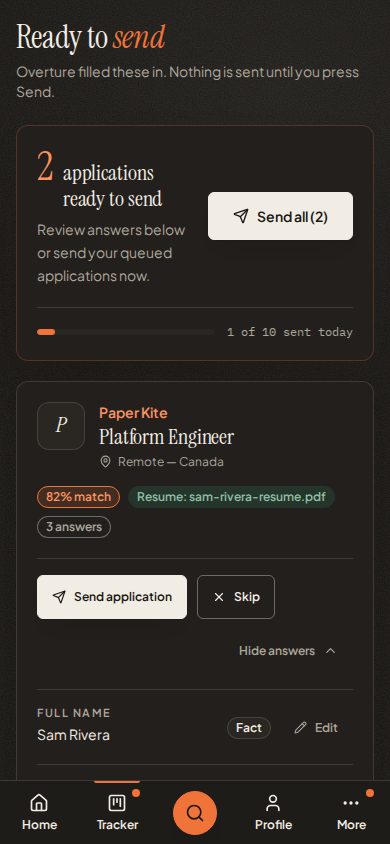 Ready to send
Overture filled these in. Nothing is sent until you press
Send.
2 applications
ready to send
Review answers below
or send your queued
applications now.
Send all (2)
1 of 10 sent today
P
Paper Kite
Platform Engineer
Remote — Canada
82% match
Resume: sam-rivera-resume.pdf
3 answers
Send application
Skip
Hide answers
FULL NAME
Sam Rivera
Fact
Edit
Home
Tracker
Profile
More